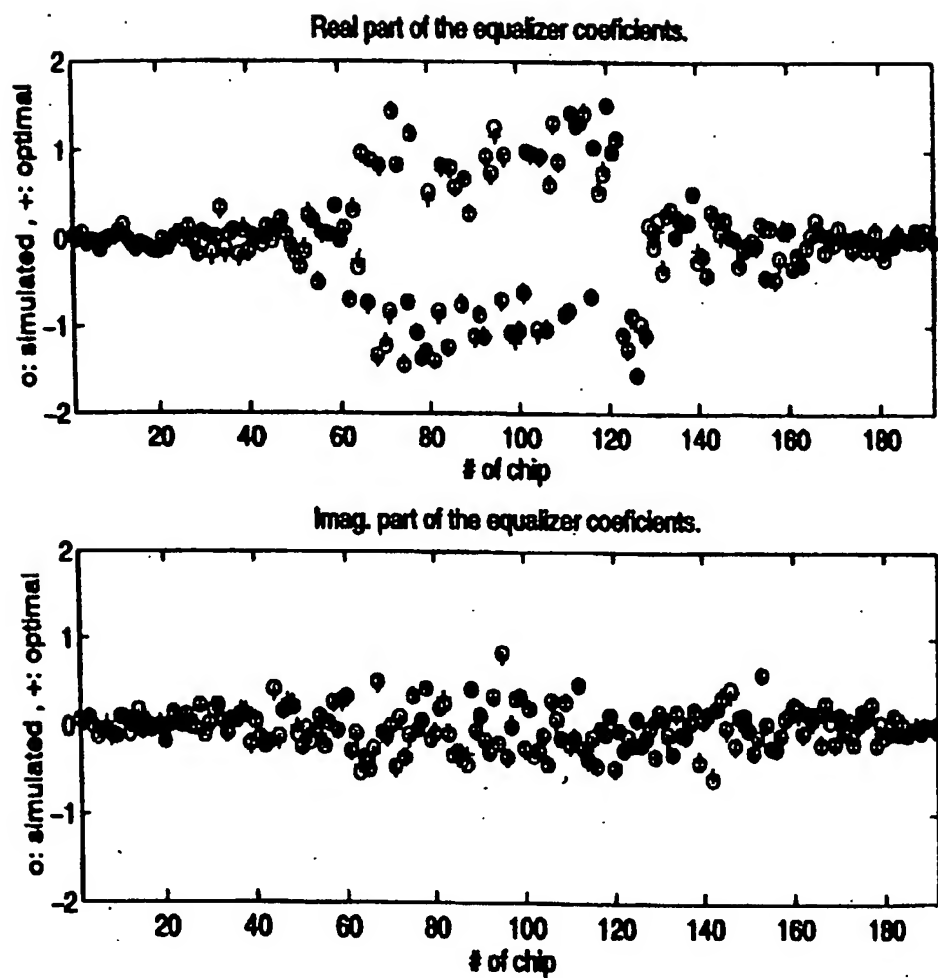 Real part of the equalizer coeficients.
o: simulated , +: optimal
2
1
0
-1
-2
20 40 60 80 100 120 140 160 180
# of chip
Imag. part of the equalizer coeficients.
o: simulated , +: optimal
2
1
0
-1
-2
20 40 60 80 100 120 140 160 180
# of chip